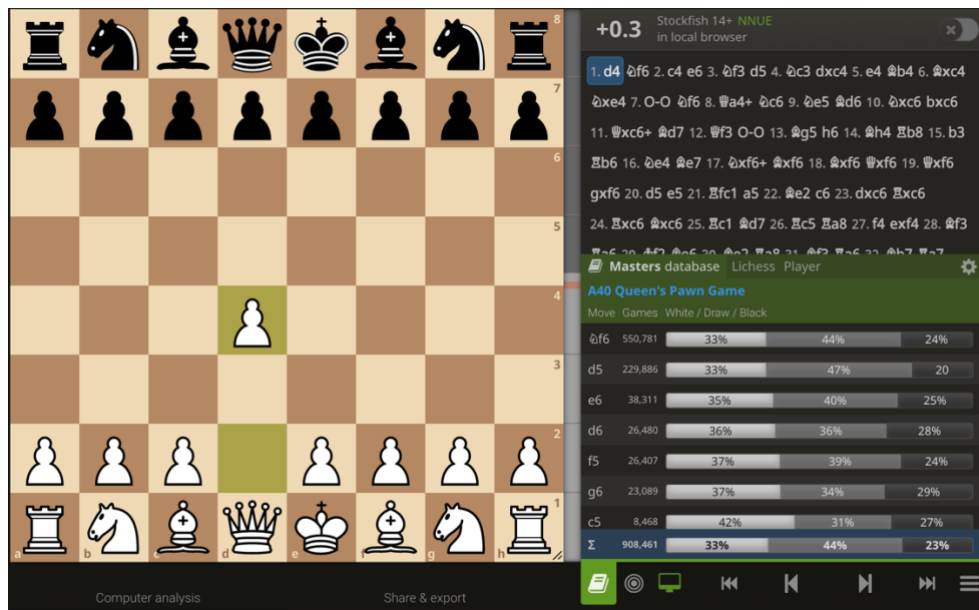 8
7
6
5
4
3
2
1
a b c d e f g h
Computer analysis
Share & export
+0.3
Stockfish 14+ NNUE
in local browser
1. d4 ♘f6 2. c4 e6 3. ♘f3 d5 4. ♘c3 dxc4 5. e4 ♗b4 6. ♗xc4
♘xe4 7. O-O ♘f6 8. ♕a4+ ♘c6 9. ♘e5 ♗d6 10. ♘xc6 bxc6
11. ♕xc6+ ♗d7 12. ♕f3 O-O 13. ♗g5 h6 14. ♗h4 ♖b8 15. b3
♖b6 16. ♘e4 ♗e7 17. ♘xf6+ ♗xf6 18. ♗xf6 ♕xf6 19. ♕xf6
gxf6 20. d5 e5 21. ♖fc1 a5 22. ♗e2 c6 23. dxc6 ♖xc6
24. ♖xc6 ♗xc6 25. ♖c1 ♗d7 26. ♖c5 ♖a8 27. f4 exf4 28. ♗f3
Masters database Lichess Player
A40 Queen's Pawn Game
Move Games White / Draw / Black
♘f6 550,781 33% 44% 24%
d5 229,886 33% 47% 20
e6 38,311 35% 40% 25%
d6 26,480 36% 36% 28%
f5 26,407 37% 39% 24%
g6 23,089 37% 34% 29%
c5 8,468 42% 31% 27%
Σ 908,461 33% 44% 23%